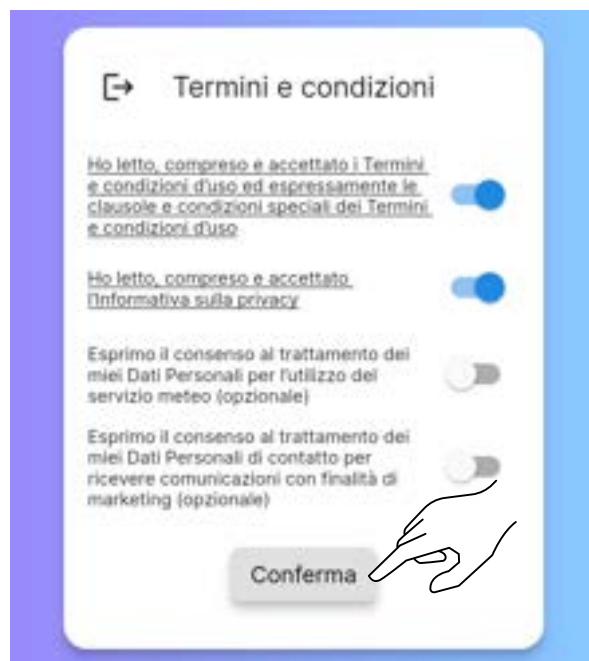 Termini e condizioni
Ho letto, compreso e accettato i Termini
e condizioni d'uso ed espressamente le
clausole e condizioni speciali dei Termini
e condizioni d'uso
Ho letto, compreso e accettato
l'Informativa sulla privacy
Esprimo il consenso al trattamento dei
miei Dati Personali per l'utilizzo del
servizio meteo (opzionale)
Esprimo il consenso al trattamento dei
miei Dati Personali di contatto per
ricevere comunicazioni con finalità di
marketing (opzionale)
Conferma